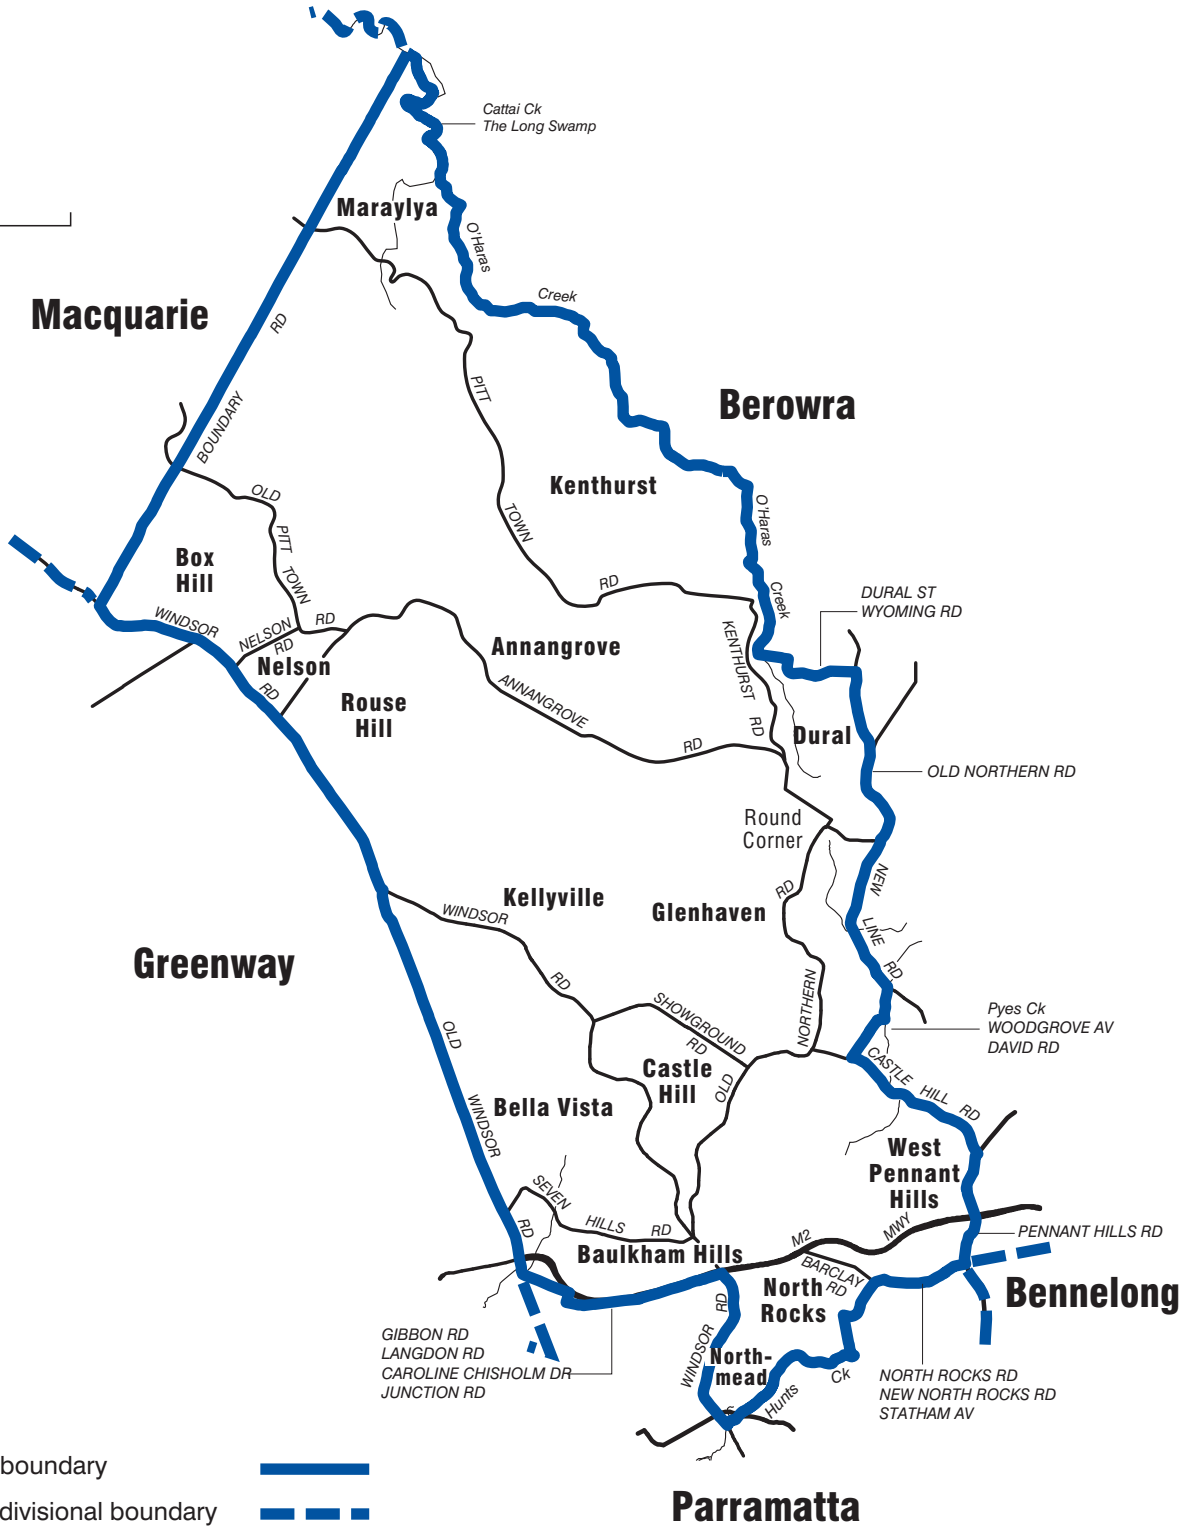 Cattai Ck
The Long Swamp
Maraylya
O'Haras
Creek
Macquarie
RD
BOUNDARY
PITT
TOWN
RD
Berowra
Kenthurst
O'Haras
Creek
OLD
PITT
TOWN
RD
Box
Hill
WINDSOR
RD
NELSON
RD
Nelson
Rouse
Hill
Annangrove
ANNANGROVE
RD
KENTHURST
RD
DURAL ST
WYOMING RD
Dural
OLD NORTHERN RD
Round
Corner
NEW
LINE
RD
Kellyville
Glenhaven
RD
NORTHERN
OLD
WINDSOR
RD
Greenway
SHOWGROUND
RD
Castle
Hill
Pyes Ck
WOODGROVE AV
DAVID RD
CASTLE
HILL
RD
OLD
WINDSOR
RD
Bella Vista
West
Pennant
Hills
SEVEN
HILLS
RD
Baulkham Hills
M2
MWY
PENNANT HILLS RD
BARCLAY
RD
North
Rocks
Bennelong
GIBBON RD
LANGDON RD
CAROLINE CHISHOLM DR
JUNCTION RD
WINDSOR
RD
North-
mead
Hunts
Ck
NORTH ROCKS RD
NEW NORTH ROCKS RD
STATHAM AV
boundary
divisional boundary
Parramatta